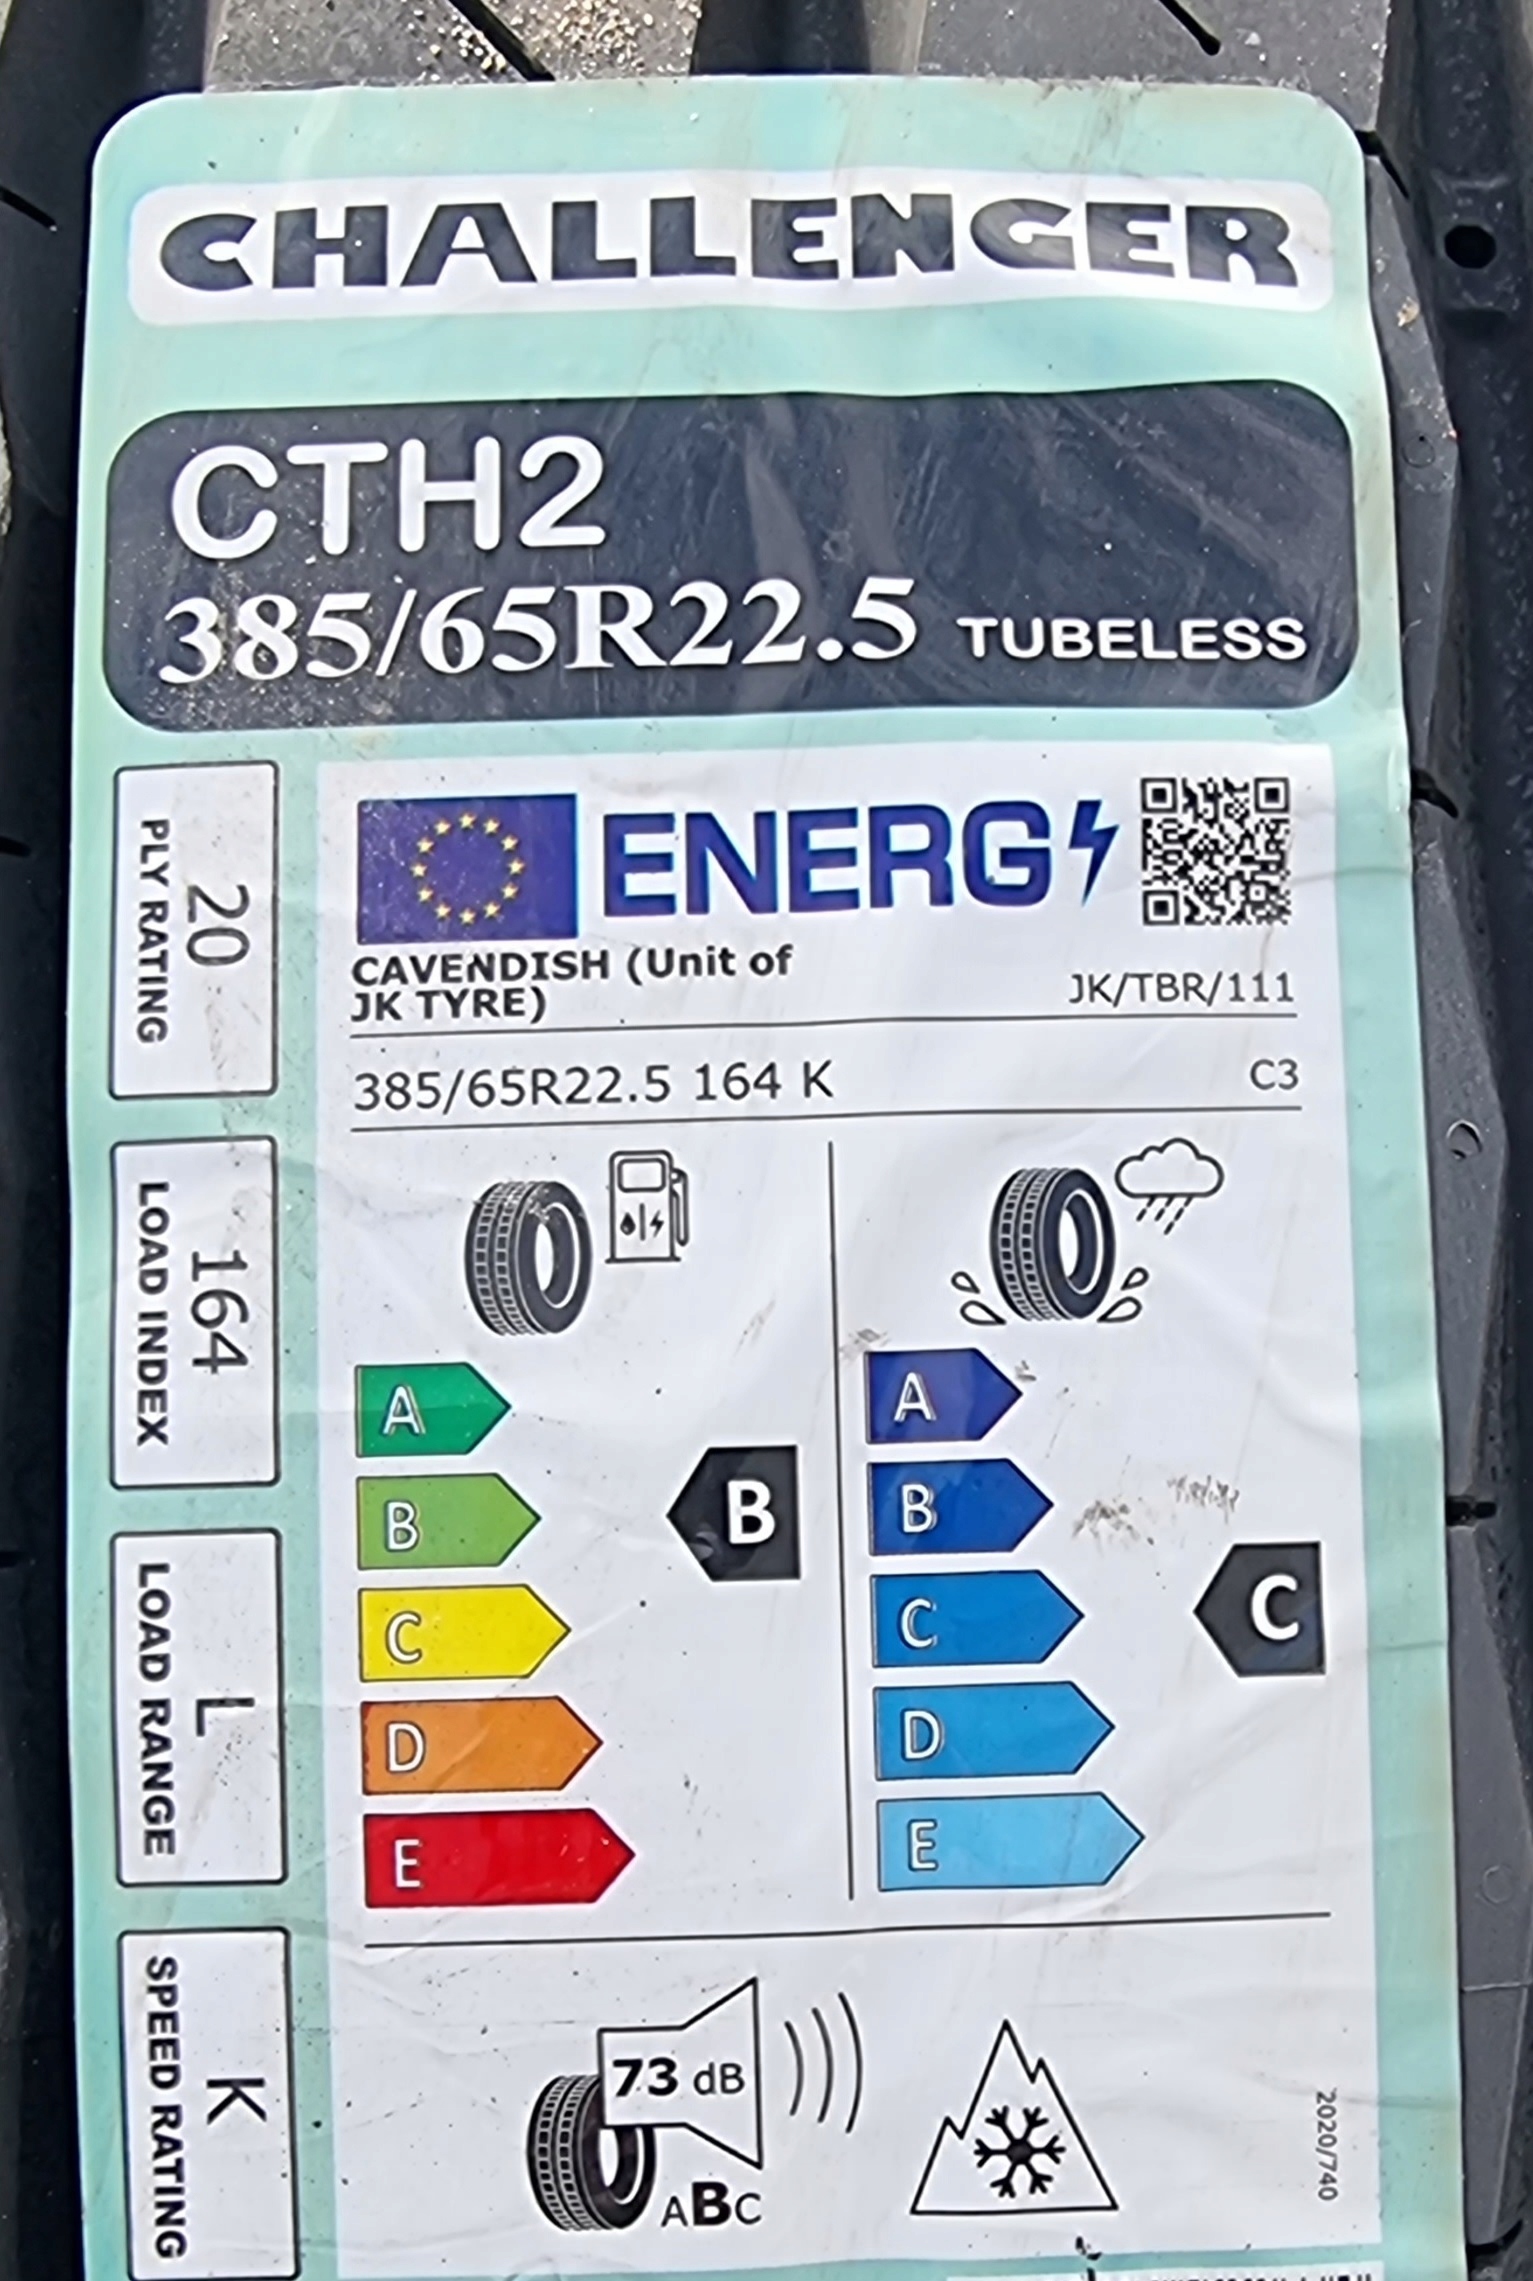 CHALLENGER
CTH2
385/65R22.5 TUBELESS
PLY RATING
20
LOAD INDEX
164
LOAD RANGE
L
SPEED RATING
K
ENERG
CAVENDISH (Unit of
JK TYRE)
JK/TBR/111
385/65R22.5 164 K
C3
A
B
C
D
E
B
A
B
C
D
E
C
73 dB
ABC
2020/740